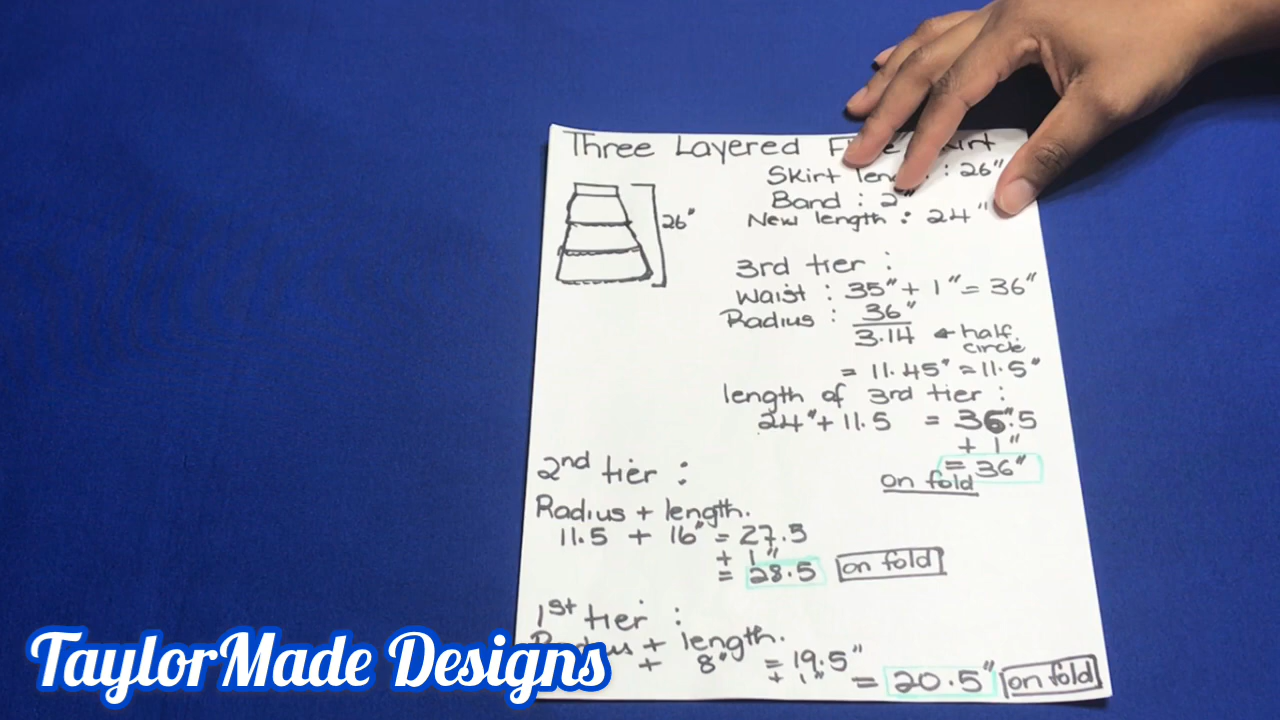 Three Layered
Skirt : 26"
Band : 2"
New length : 24"
26"
3rd tier :
Waist : 35" + 1" = 36"
Radius : 36"
3.14 ← half circle
= 11.45" = 11.5"
length of 3rd tier :
24" + 11.5 = 36".5
+ 1"
= 36"
on fold
2nd tier :
Radius + length.
11.5 + 16" = 27.5
+ 1"
= 28.5 on fold
1st tier :
Radius + length.
+ 8" = 19.5"
+ 1" = 20.5" on fold
TaylorMade Designs